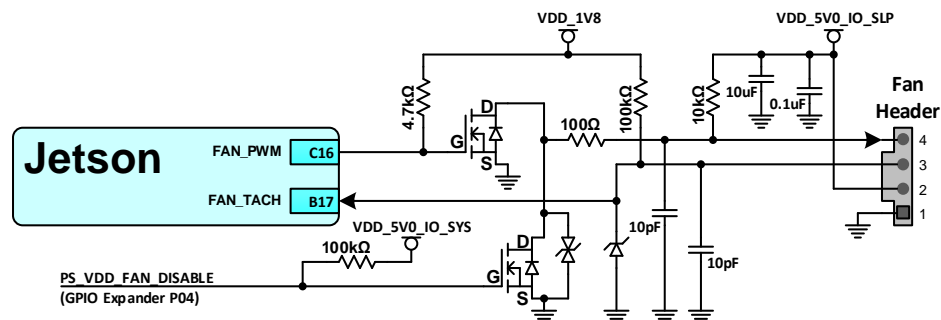 VDD_1V8
VDD_5V0_IO_SLP
4.7kΩ
100kΩ
10kΩ
10uF
0.1uF
Fan
Header
Jetson
FAN_PWM
C16
G
D
S
100Ω
4
3
2
1
FAN_TACH
B17
VDD_5V0_IO_SYS
100kΩ
D
G
S
10pF
10pF
PS_VDD_FAN_DISABLE
(GPIO Expander P04)